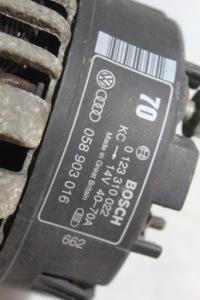 70
BOSCH
KC 0 123 310 022
14V 40-70A
Made in Great Britain
058 903 016
662